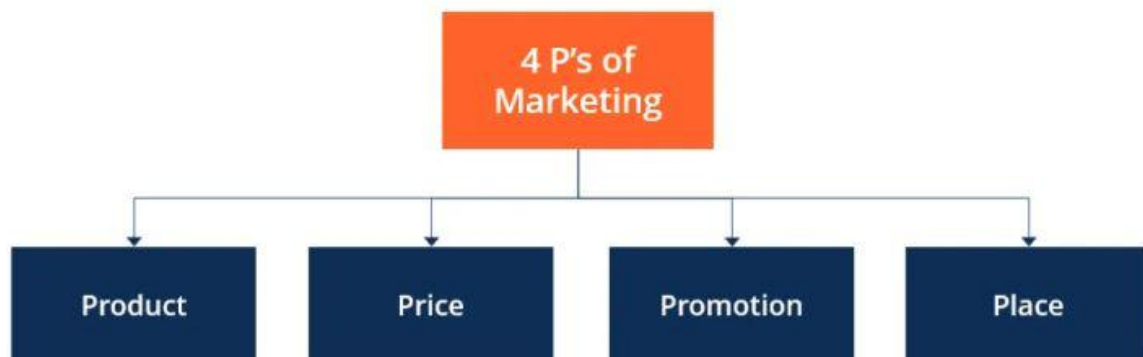 4 P's of
Marketing
Product
Price
Promotion
Place